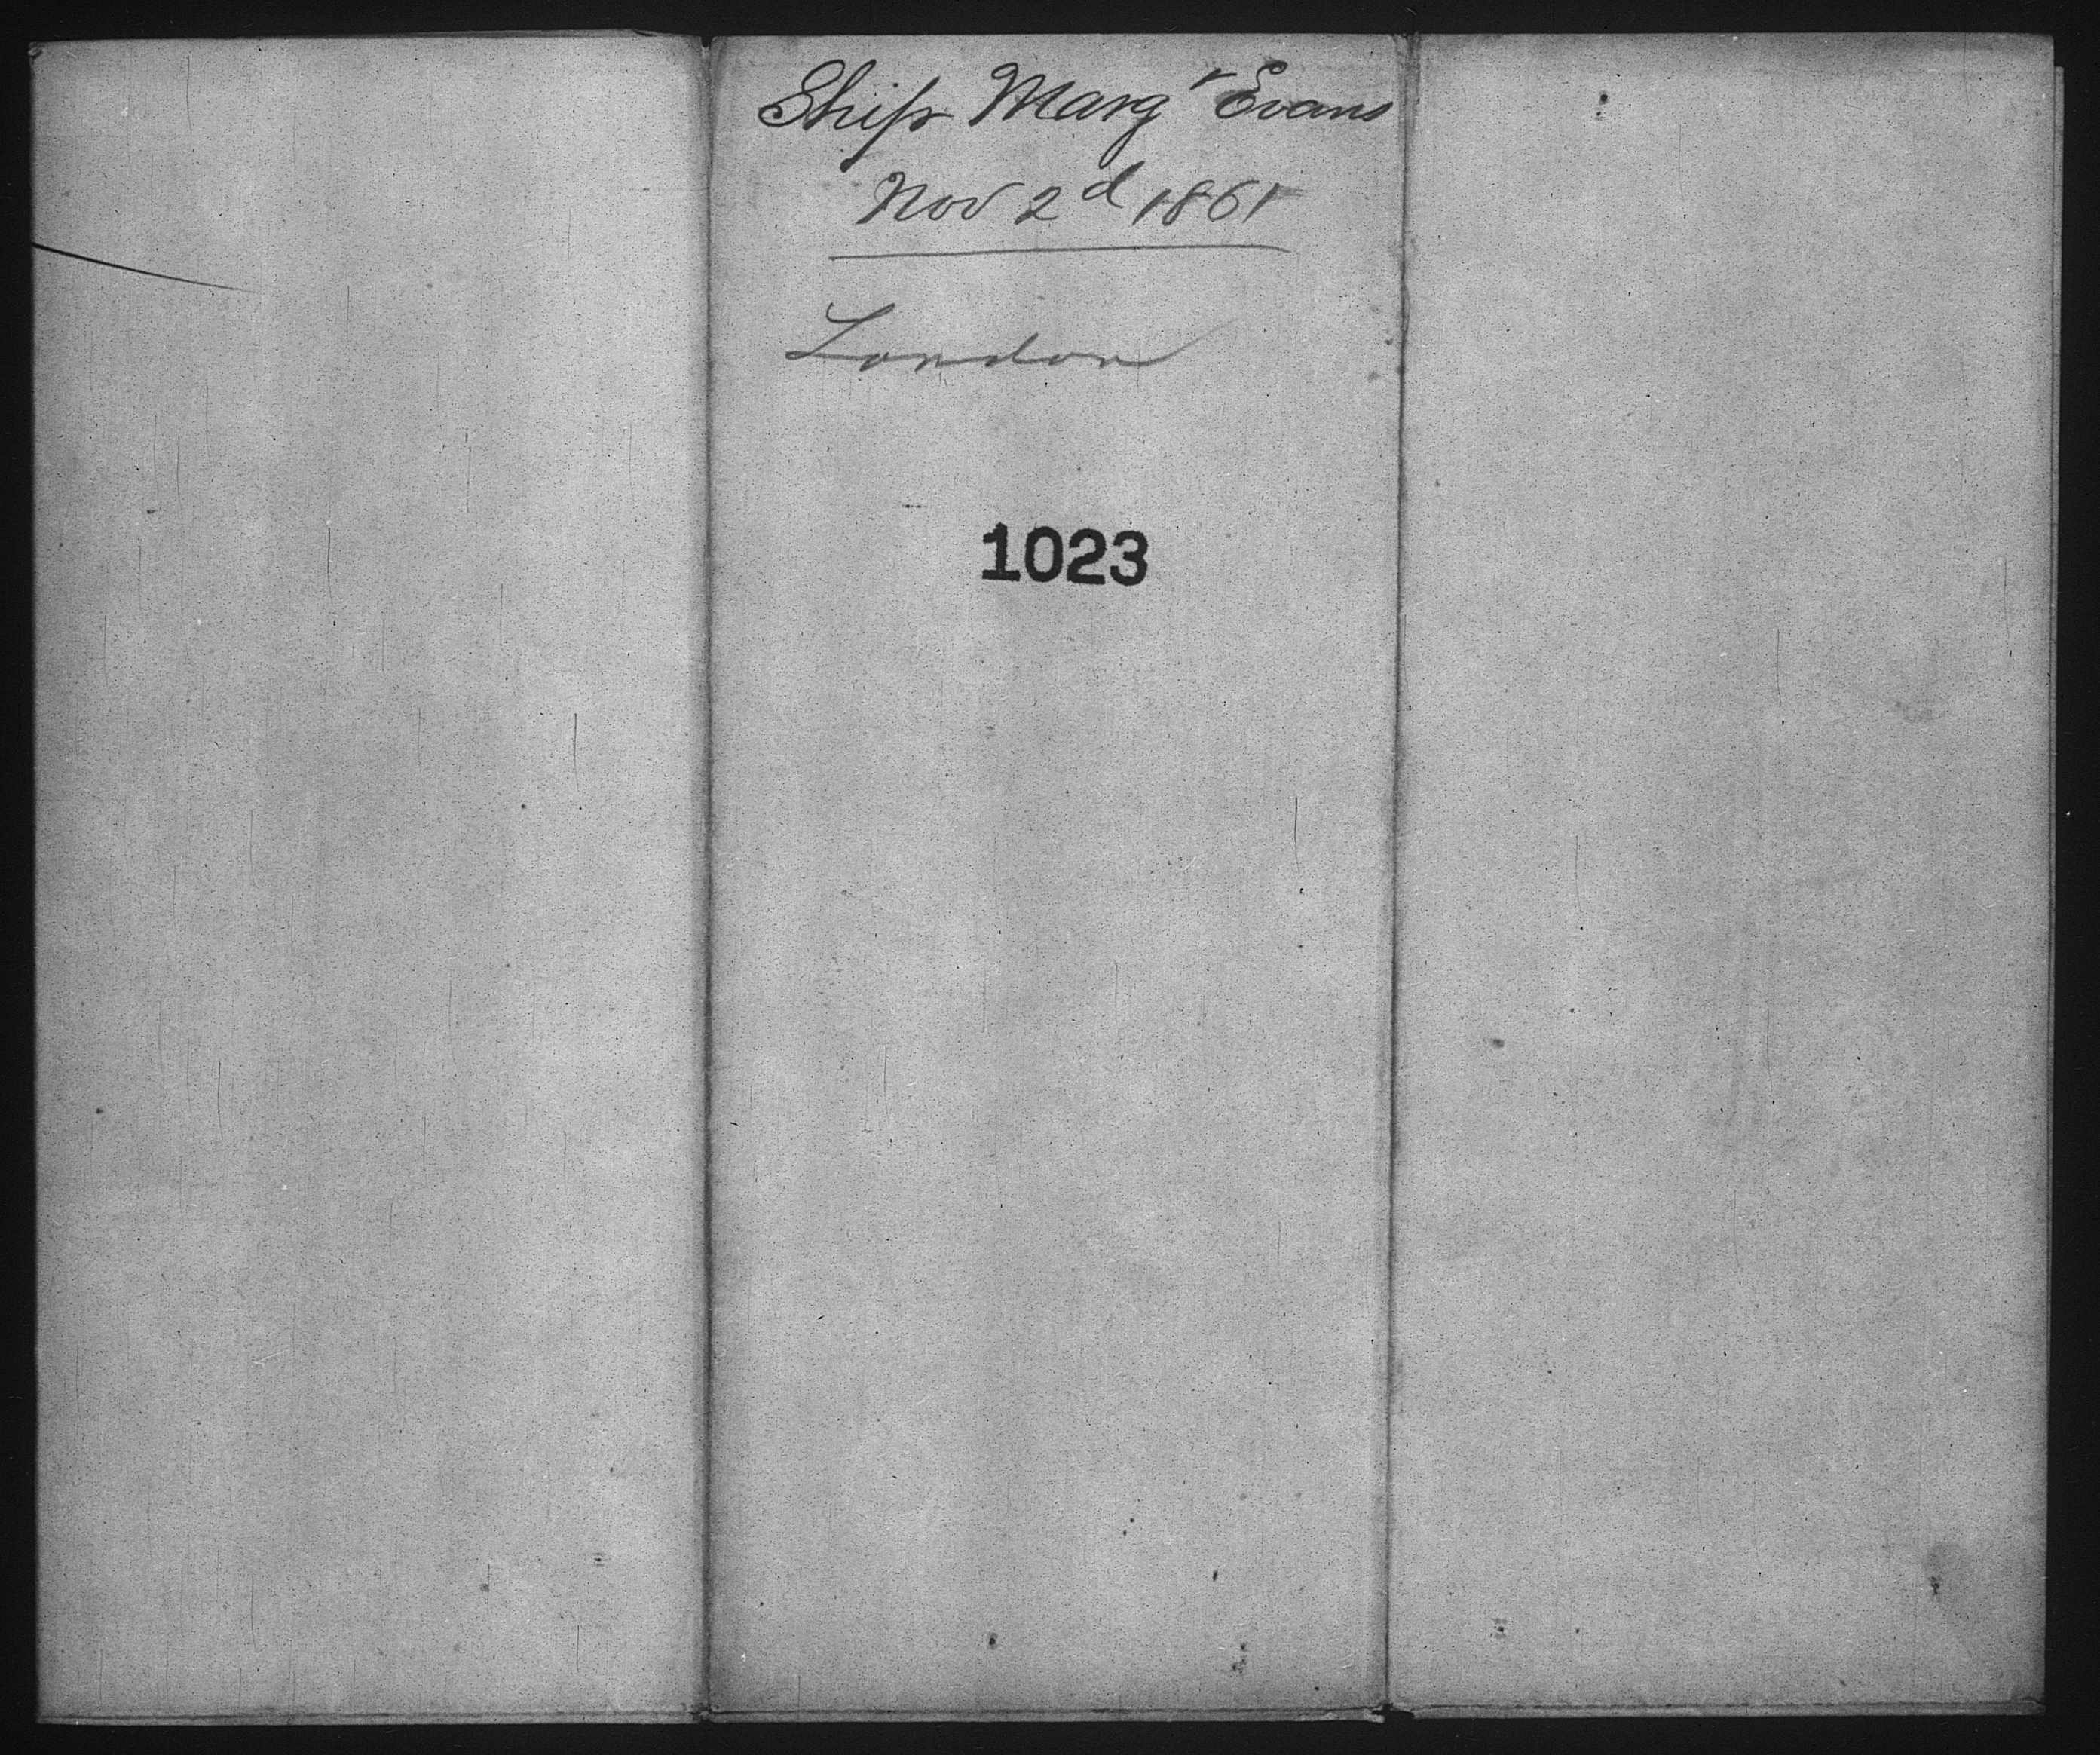 Ship Marg' Evans
Nov 2d 1861
London
1023